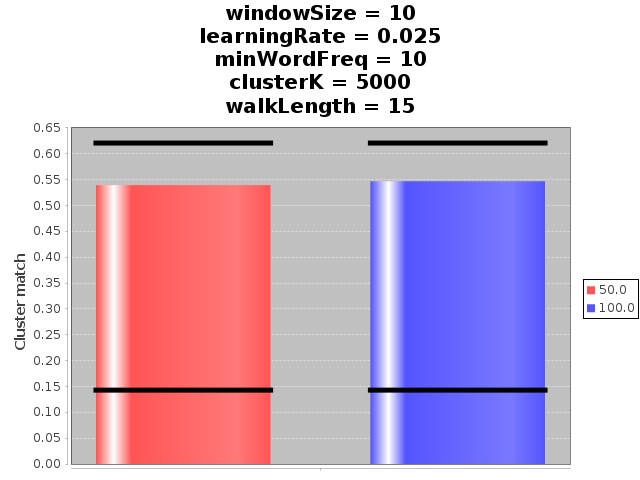 windowSize = 10
learningRate = 0.025
minWordFreq = 10
clusterK = 5000
walkLength = 15
0.65
0.60
0.55
0.50
0.45
0.40
0.35
0.30
0.25
0.20
0.15
0.10
0.05
0.00
Cluster match
50.0
100.0